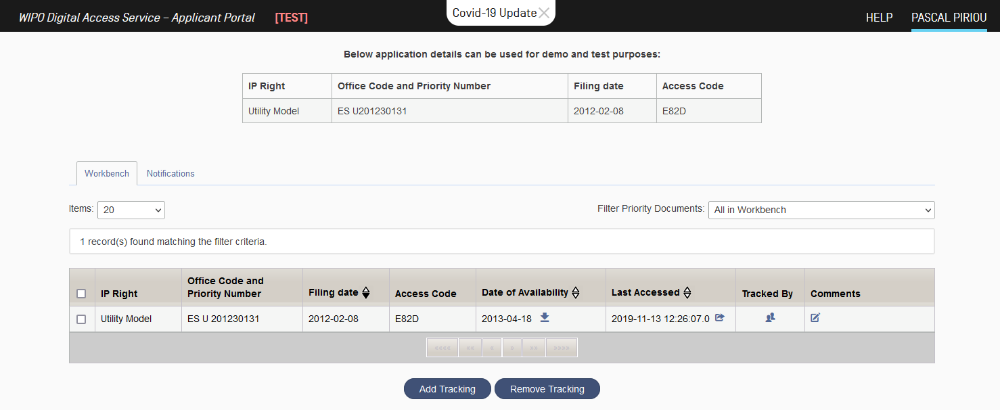 WIPO Digital Access Service – Applicant Portal [TEST] Covid-19 Update HELP PASCAL PIRIOU
Below application details can be used for demo and test purposes:
IP Right Office Code and Priority Number Filing date Access Code
Utility Model ES U201230131 2012-02-08 E82D
Workbench Notifications
Items: 20 Filter Priority Documents: All in Workbench
1 record(s) found matching the filter criteria.
IP Right Office Code and Priority Number Filing date Access Code Date of Availability Last Accessed Tracked By Comments
Utility Model ES U 201230131 2012-02-08 E82D 2013-04-18 2019-11-13 12:26:07.0
«««« «« « » »» »»»»
Add Tracking Remove Tracking